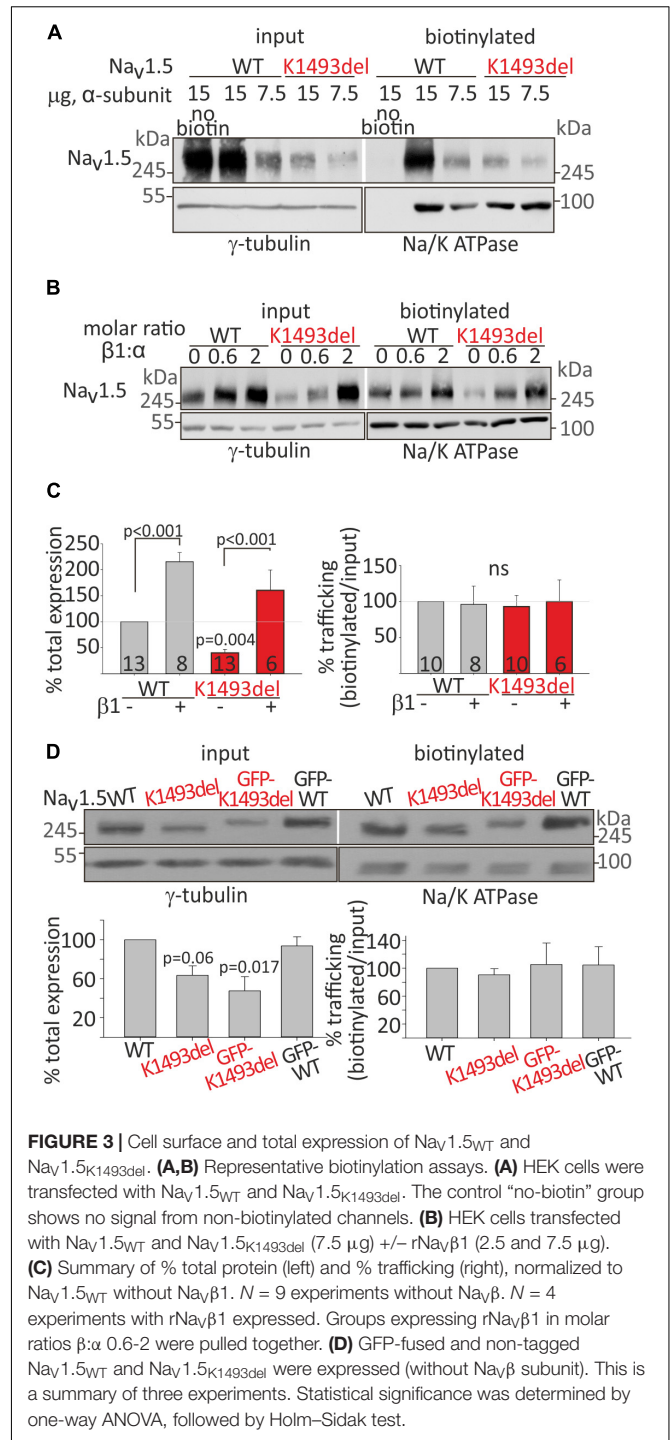 A
input biotinylated
NaV1.5 WT K1493del WT K1493del
μg, α-subunit 15 15 7.5 15 7.5 15 15 7.5 15 7.5
no biotin no biotin
kDa kDa
NaV1.5 245 245
55 100
γ-tubulin Na/K ATPase
B
input biotinylated
molar ratio WT K1493del WT K1493del
β1:α 0 0.6 2 0 0.6 2 0 0.6 2 0 0.6 2
kDa kDa
NaV1.5 245 245
55 100
γ-tubulin Na/K ATPase
C
% total expression
250
200
150
100
50
p<0.001
p<0.001
p=0.004
13 8 13 6
WT K1493del
β1 - + - +
% trafficking
(biotinylated/input)
150
100
50
ns
10 8 10 6
WT K1493del
β1 - + - +
D
input biotinylated
NaV1.5 WT K1493del GFP-K1493del GFP-WT WT K1493del GFP-K1493del GFP-WT
kDa
245 245
55 100
γ-tubulin Na/K ATPase
% total expression
100
60
20
p=0.06
p=0.017
WT K1493del GFP-K1493del GFP-WT
% trafficking
(biotinylated/input)
140
100
60
20
WT K1493del GFP-K1493del GFP-WT
FIGURE 3 | Cell surface and total expression of NaV1.5WT and
NaV1.5K1493del. (A,B) Representative biotinylation assays. (A) HEK cells were
transfected with NaV1.5WT and NaV1.5K1493del. The control “no-biotin” group
shows no signal from non-biotinylated channels. (B) HEK cells transfected
with NaV1.5WT and NaV1.5K1493del (7.5 μg) +/− rNaVβ1 (2.5 and 7.5 μg).
(C) Summary of % total protein (left) and % trafficking (right), normalized to
NaV1.5WT without NaVβ1. N = 9 experiments without NaVβ. N = 4
experiments with rNaVβ1 expressed. Groups expressing rNaVβ1 in molar
ratios β:α 0.6-2 were pulled together. (D) GFP-fused and non-tagged
NaV1.5WT and NaV1.5K1493del were expressed (without NaVβ subunit). This is
a summary of three experiments. Statistical significance was determined by
one-way ANOVA, followed by Holm–Sidak test.